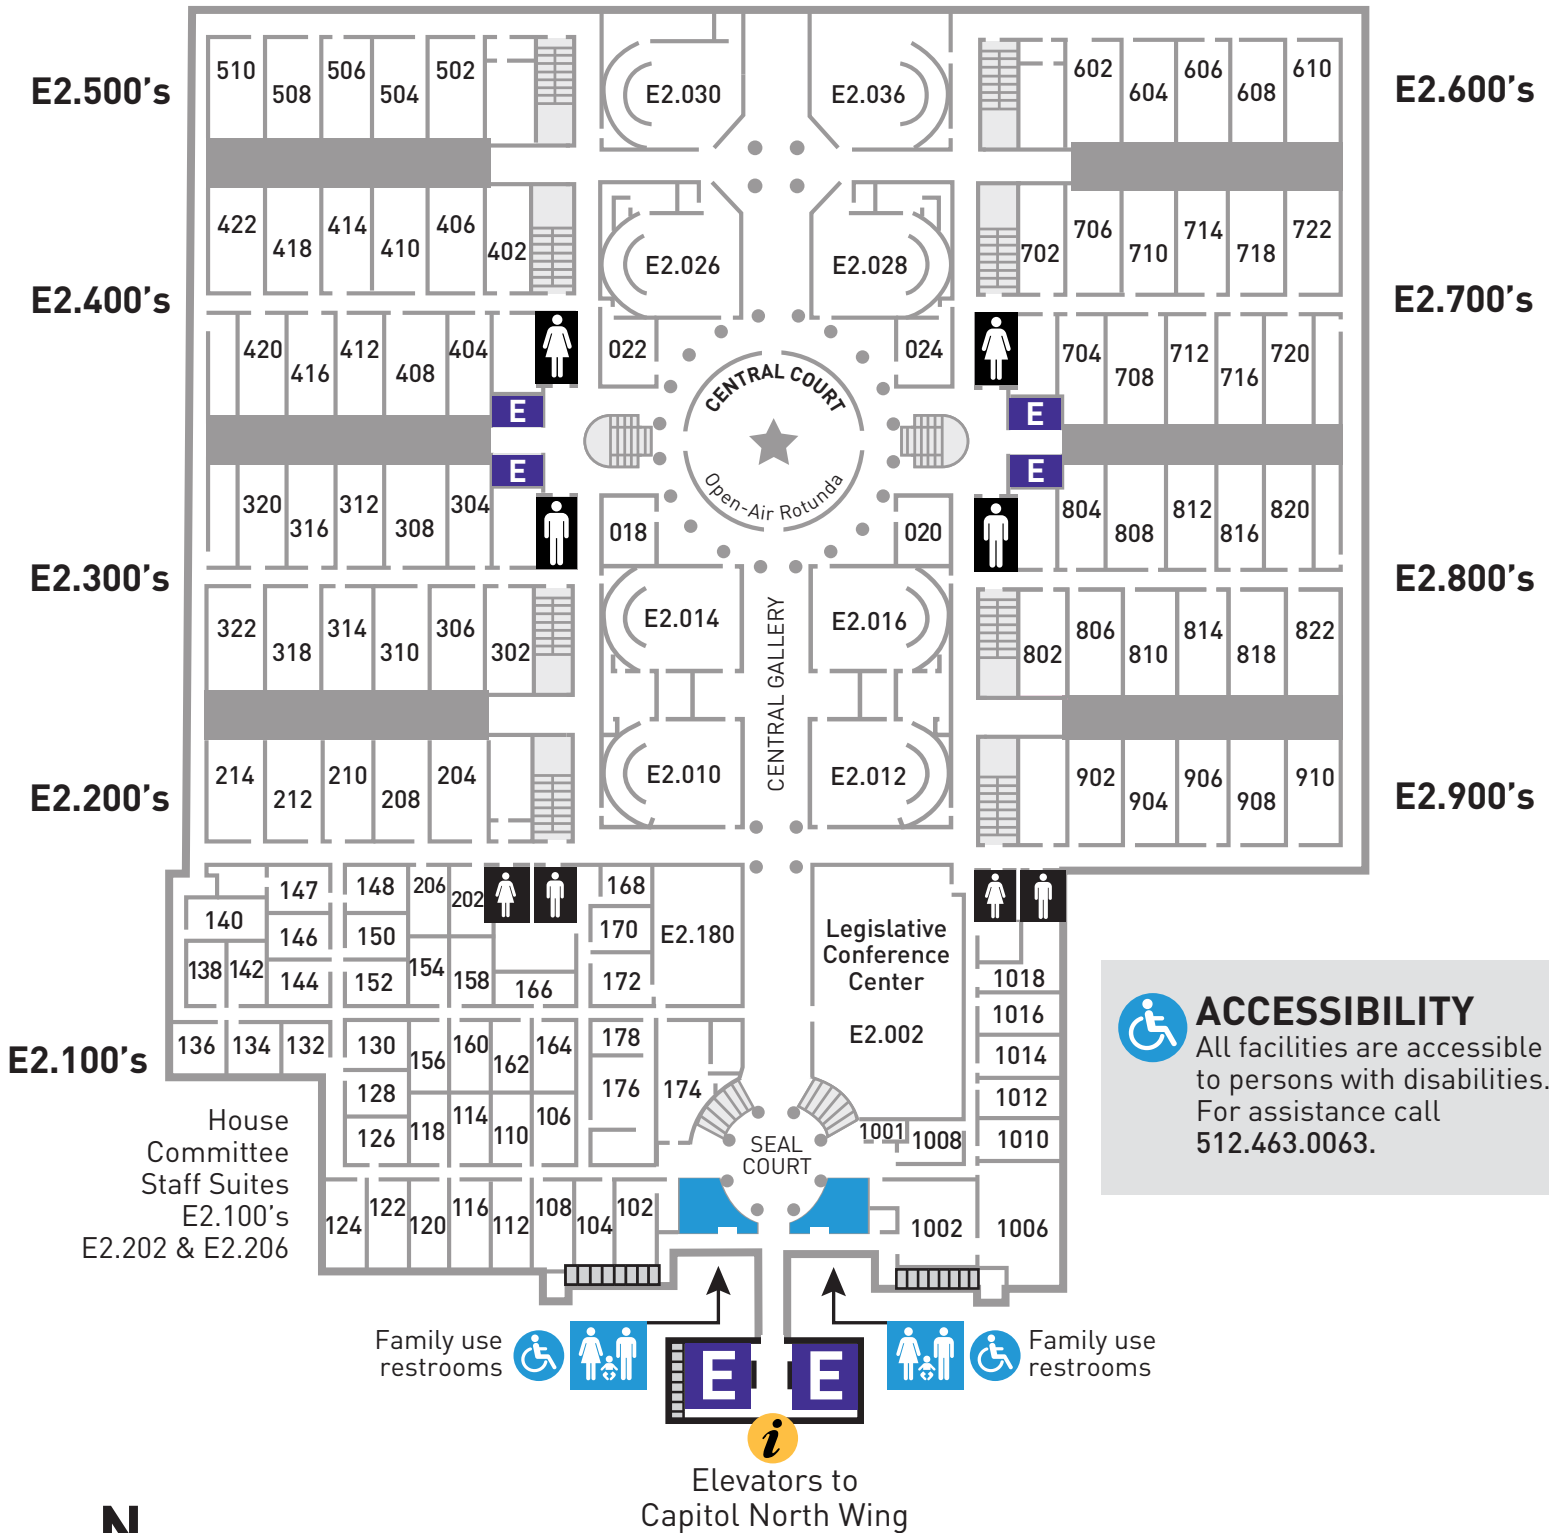 E2.500's
510
508
506
504
502
E2.030
E2.036
602
604
606
608
610
E2.600's
422
418
414
410
406
402
E2.026
E2.028
702
706
710
714
718
722
E2.400's
E2.700's
420
416
412
408
404
022
024
704
708
712
716
720
CENTRAL COURT
E
E
E
E
Open-Air Rotunda
320
316
312
308
304
018
020
804
808
812
816
820
E2.300's
E2.800's
322
318
314
310
306
302
E2.014
E2.016
802
806
810
814
818
822
CENTRAL GALLERY
E2.200's
214
212
210
208
204
E2.010
E2.012
902
904
906
908
910
E2.900's
147
148
206
202
168
140
146
150
170
E2.180
138
142
144
152
154
158
166
172
Legislative
Conference
Center
E2.002
1018
1016
1014
1012
1010
E2.100's
136
134
132
130
156
160
162
164
178
176
174
128
126
118
114
110
106
1001
1008
SEAL
COURT
124
122
120
116
112
108
104
102
1002
1006
House
Committee
Staff Suites
E2.100's
E2.202 & E2.206
ACCESSIBILITY
All facilities are accessible
to persons with disabilities.
For assistance call
512.463.0063.
Family use
restrooms
E
E
Family use
restrooms
i
Elevators to
Capitol North Wing
N